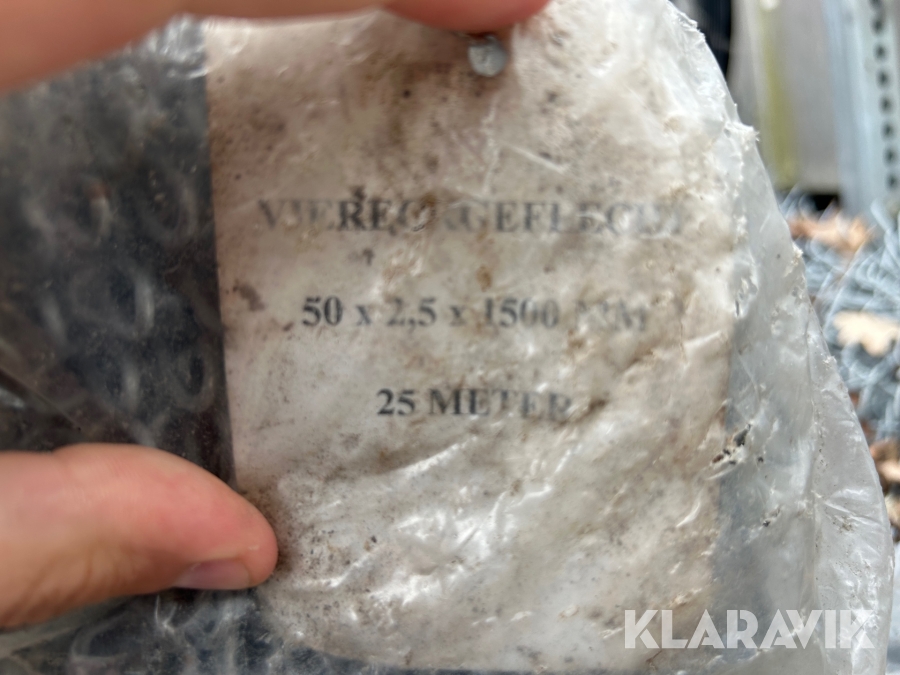 VIERECKGEFLECHT
50 x 2,5 x 1500 MM
25 METER
KLARAVIK